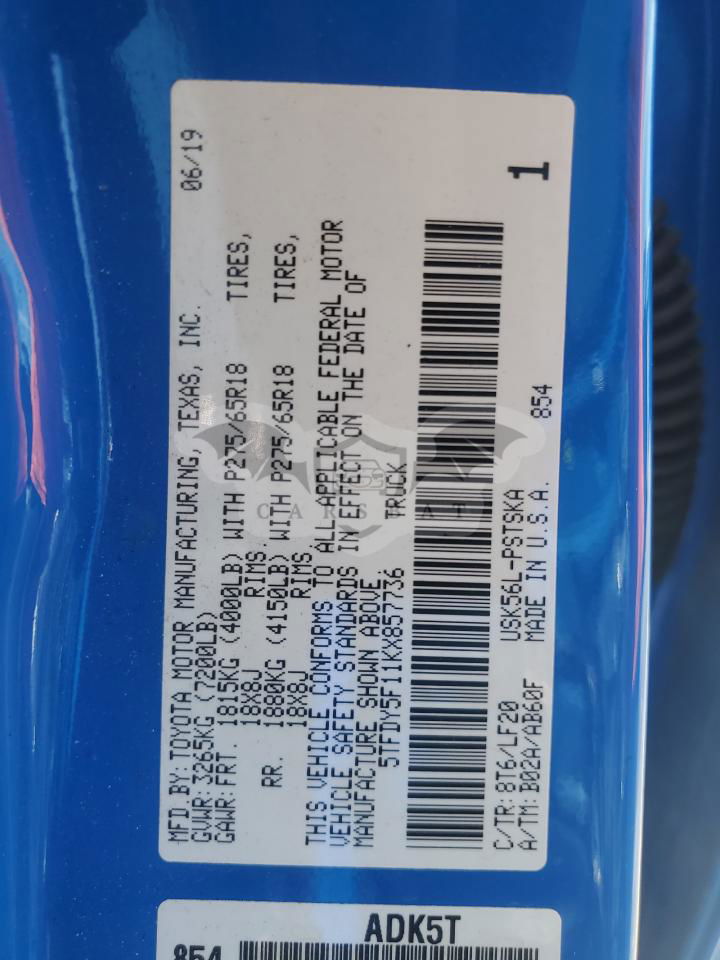 MFD.BY: TOYOTA MOTOR MANUFACTURING, TEXAS, INC. 06/19
GVWR: 3265KG (7200LB)
GAWR: FRT. 1815KG (4000LB) WITH P275/65R18 TIRES,
18X8J RIMS
RR. 1880KG (4150LB) WITH P275/65R18 TIRES,
18X8J RIMS
THIS VEHICLE CONFORMS TO ALL APPLICABLE FEDERAL MOTOR
VEHICLE SAFETY STANDARDS IN EFFECT ON THE DATE OF
MANUFACTURE SHOWN ABOVE.
5TFDY5F11KX857736 TRUCK
C/TR: 8T6/LF20 USK56L-PSTSKA 854
A/TM: B02A/AB60F MADE IN U.S.A.
1
ADK5T
854